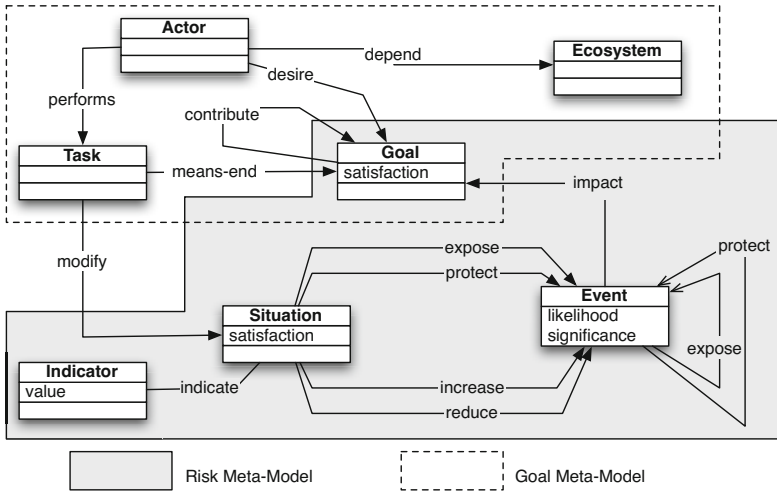 Actor
Ecosystem
depend
desire
performs
contribute
Task
Goal
satisfaction
means-end
impact
modify
expose
protect
protect
Situation
satisfaction
Event
likelihood
significance
expose
Indicator
value
indicate
increase
reduce
Risk Meta-Model
Goal Meta-Model